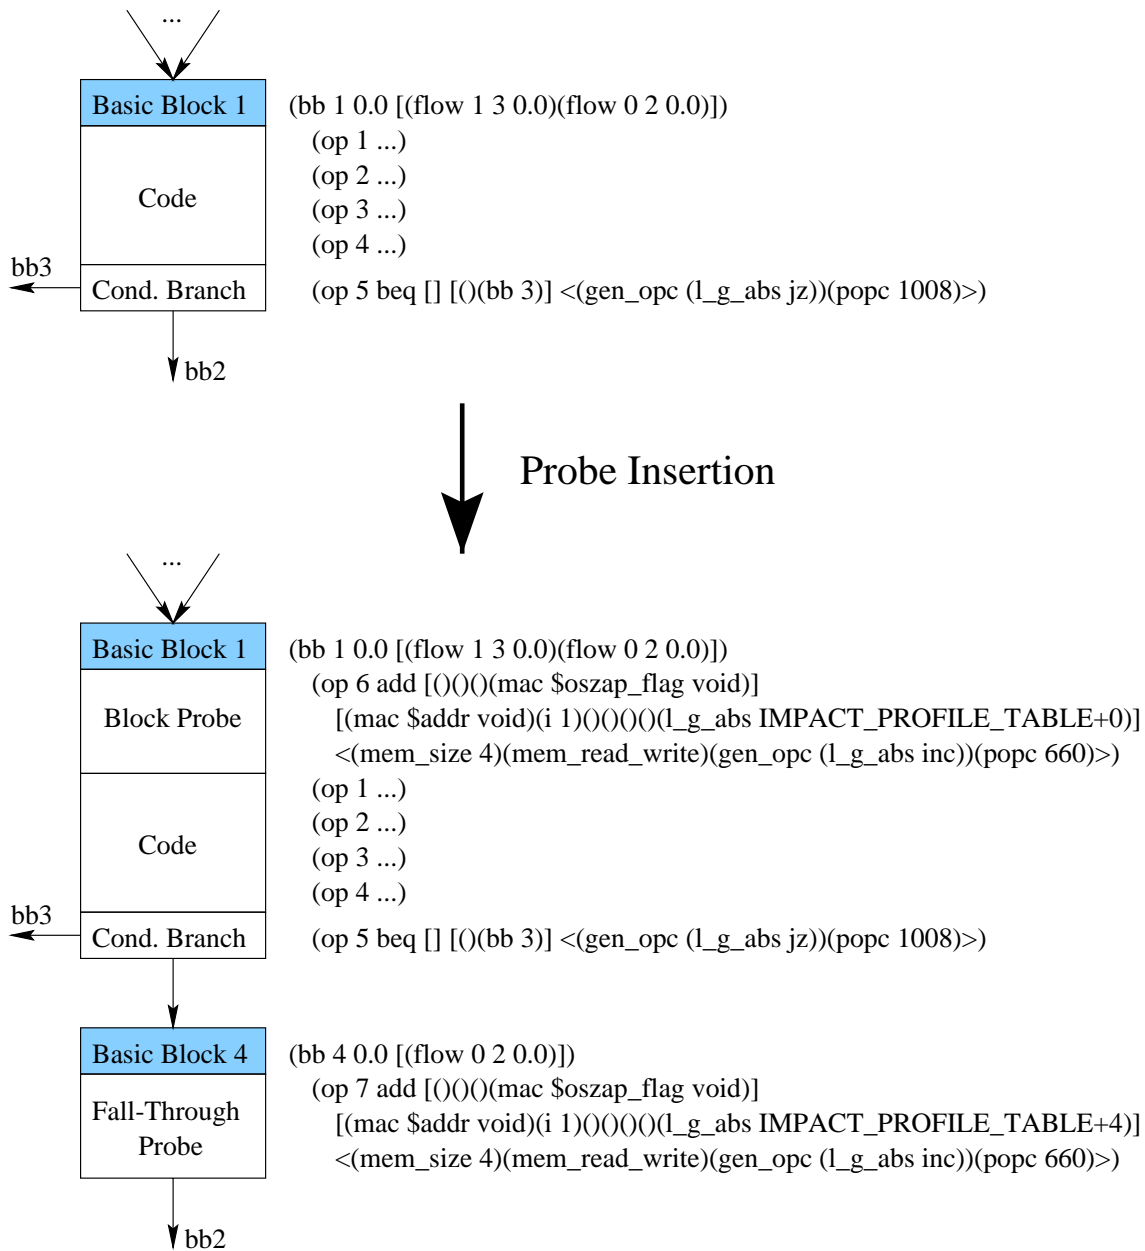 ...
Basic Block 1
(bb 1 0.0 [(flow 1 3 0.0)(flow 0 2 0.0)])
(op 1 ...)
(op 2 ...)
Code
(op 3 ...)
(op 4 ...)
bb3
Cond. Branch
(op 5 beq [] [()(bb 3)] <(gen_opc (l_g_abs jz))(popc 1008)>)
bb2
Probe Insertion
...
Basic Block 1
(bb 1 0.0 [(flow 1 3 0.0)(flow 0 2 0.0)])
(op 6 add [()()()(mac $oszap_flag void)]
Block Probe
[(mac $addr void)(i 1)()()()()(l_g_abs IMPACT_PROFILE_TABLE+0)]
<(mem_size 4)(mem_read_write)(gen_opc (l_g_abs inc))(popc 660)>)
(op 1 ...)
(op 2 ...)
Code
(op 3 ...)
(op 4 ...)
bb3
Cond. Branch
(op 5 beq [] [()(bb 3)] <(gen_opc (l_g_abs jz))(popc 1008)>)
Basic Block 4
(bb 4 0.0 [(flow 0 2 0.0)])
(op 7 add [()()()(mac $oszap_flag void)]
Fall-Through
Probe
[(mac $addr void)(i 1)()()()()(l_g_abs IMPACT_PROFILE_TABLE+4)]
<(mem_size 4)(mem_read_write)(gen_opc (l_g_abs inc))(popc 660)>)
bb2